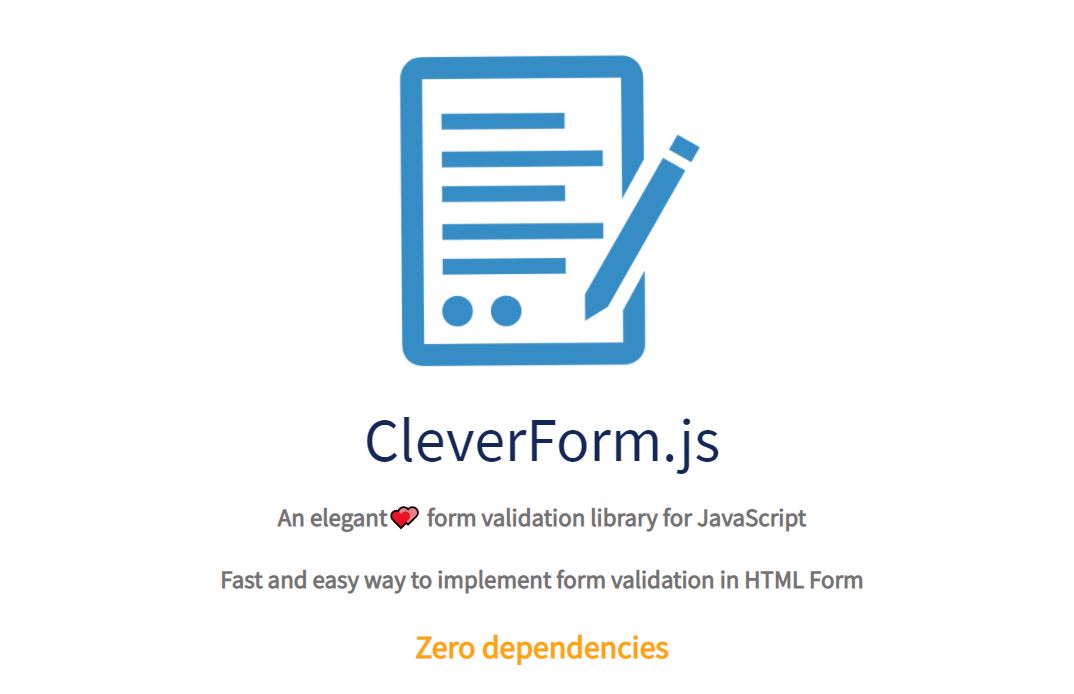 CleverForm.js
An elegant💕 form validation library for JavaScript
Fast and easy way to implement form validation in HTML Form
Zero dependencies